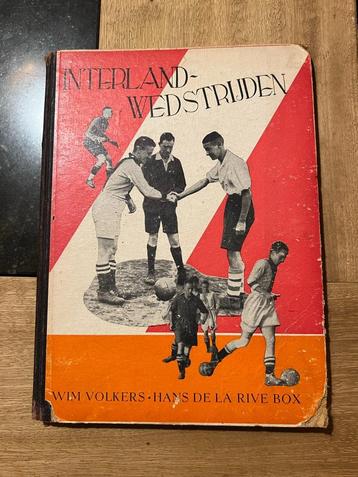 INTERLAND-
WEDSTRIJDEN
WIM VOLKERS · HANS DE LA RIVE BOX